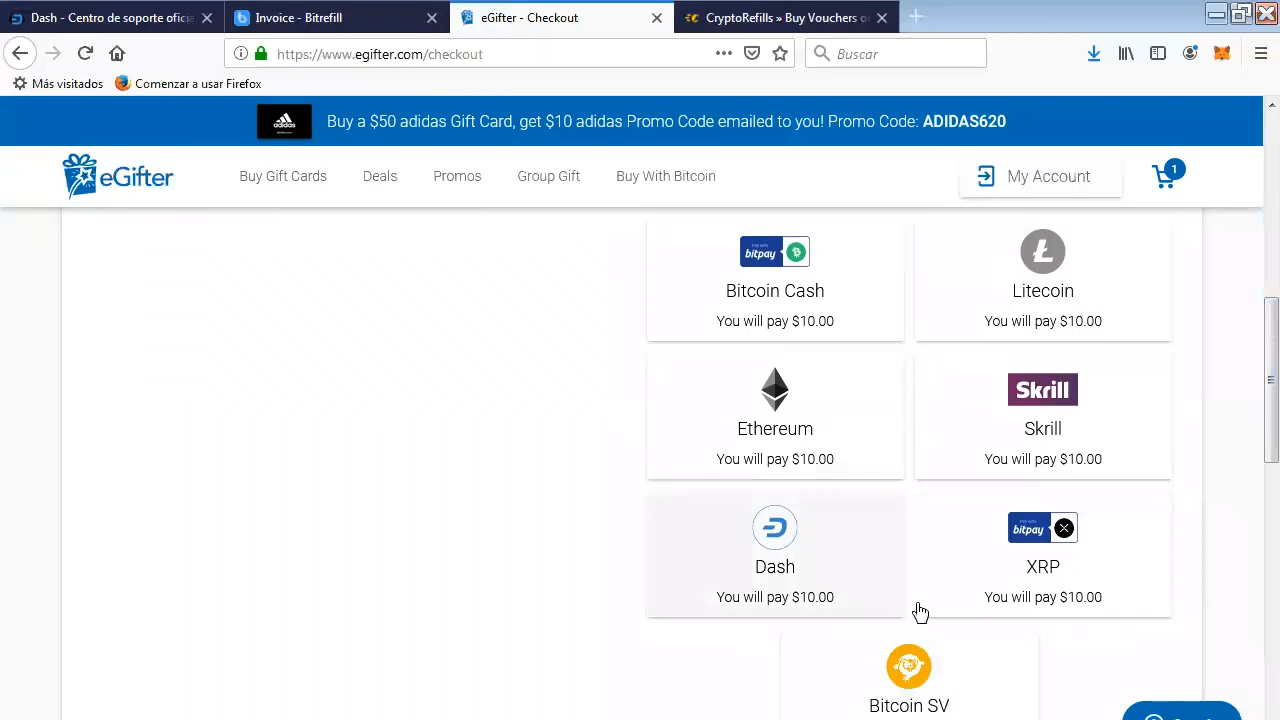 Dash - Centro de soporte oficia
Invoice - Bitrefill
eGifter - Checkout
CryptoRefills » Buy Vouchers o
https://www.egifter.com/checkout
Buscar
Más visitados
Comenzar a usar Firefox
adidas
Buy a $50 adidas Gift Card, get $10 adidas Promo Code emailed to you! Promo Code: ADIDAS620
eGifter
Buy Gift Cards
Deals
Promos
Group Gift
Buy With Bitcoin
My Account
1
bitpay
Bitcoin Cash
You will pay $10.00
Litecoin
You will pay $10.00
Ethereum
You will pay $10.00
Skrill
Skrill
You will pay $10.00
Dash
You will pay $10.00
bitpay
XRP
You will pay $10.00
Bitcoin SV